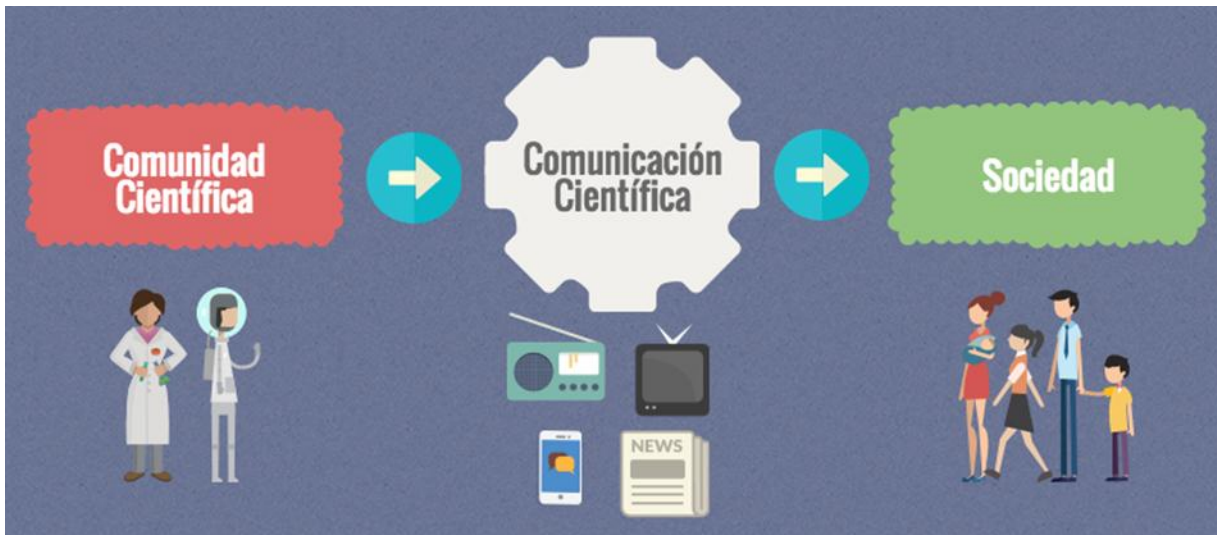 Comunidad
Científica
Comunicación
Científica
Sociedad
NEWS